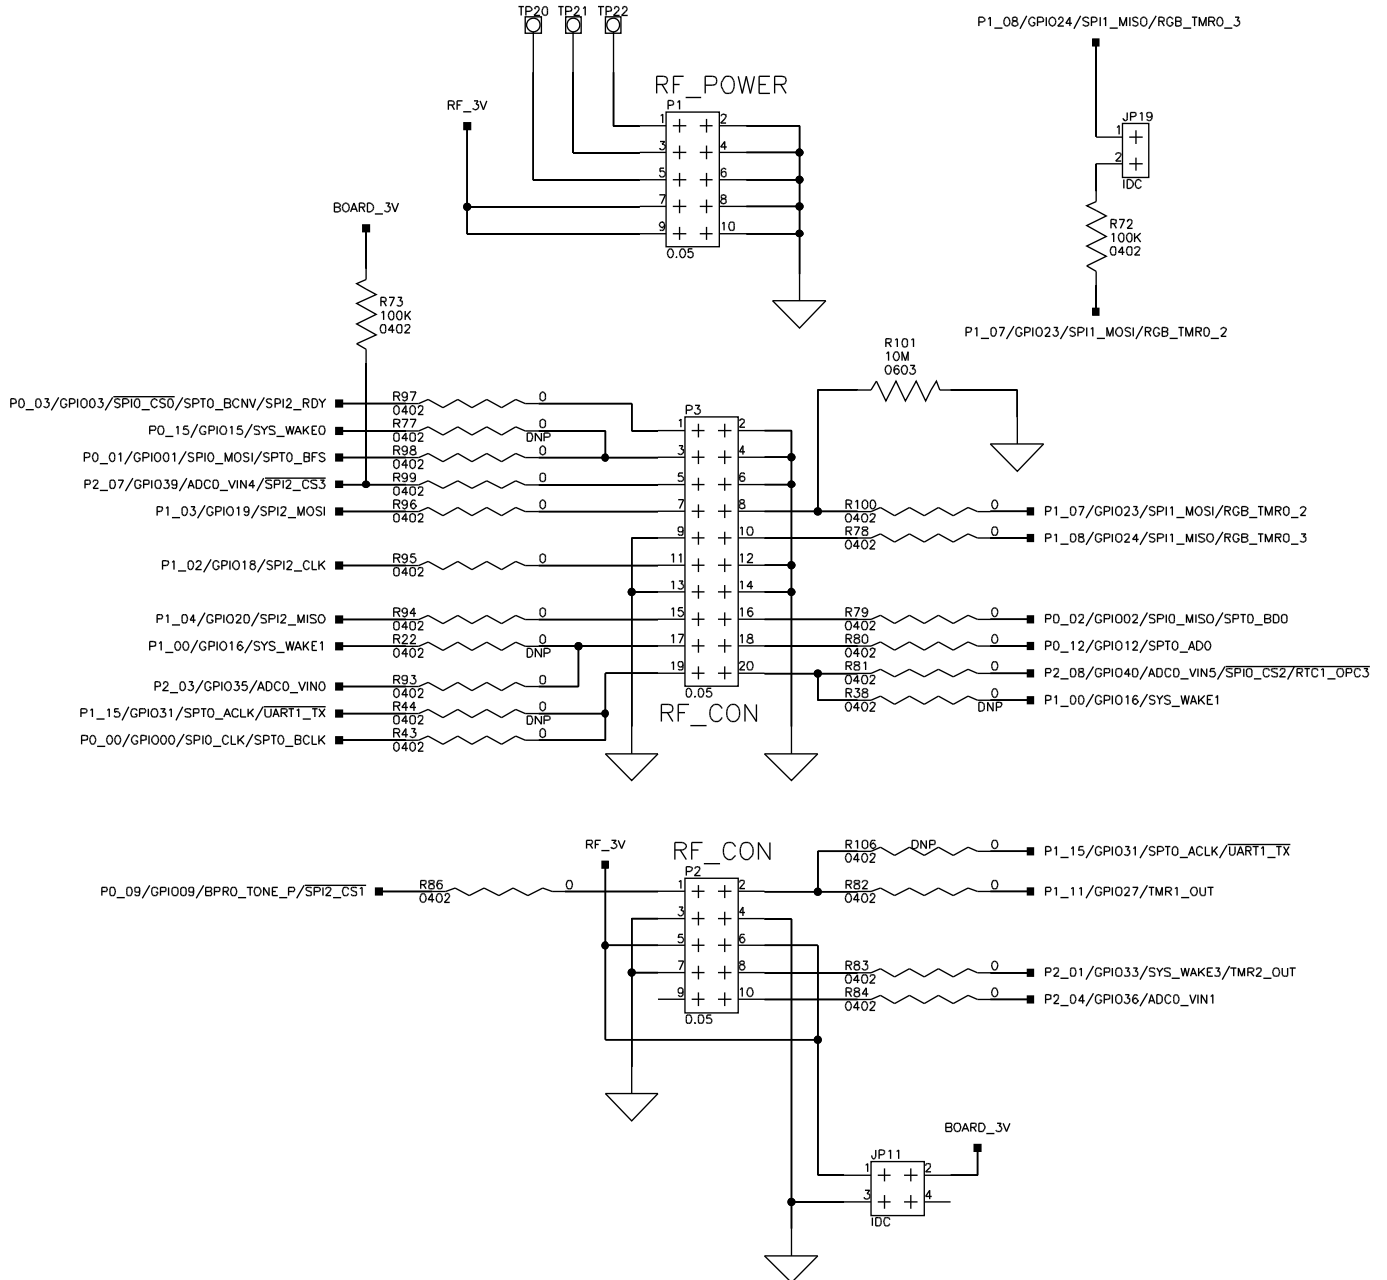 TP20 TP21 TP22
P1_08/GPIO24/SPI1_MISO/RGB_TMR0_3
RF_POWER
RF_3V
P1
1 2
3 4
5 6
7 8
9 10
0.05
JP19
1
2
IDC
R72
100K
0402
P1_07/GPIO23/SPI1_MOSI/RGB_TMR0_2
BOARD_3V
R73
100K
0402
R101
10M
0603
P0_03/GPIO03/SPI0_CS0/SPT0_BCNV/SPI2_RDY R97 0402 0
P0_15/GPIO15/SYS_WAKE0 R77 0402 0 DNP
P0_01/GPIO01/SPI0_MOSI/SPT0_BFS R98 0402 0
P2_07/GPIO39/ADC0_VIN4/SPI2_CS3 R99 0402 0
P1_03/GPIO19/SPI2_MOSI R96 0402 0
P1_02/GPIO18/SPI2_CLK R95 0402 0
P1_04/GPIO20/SPI2_MISO R94 0402 0
P1_00/GPIO16/SYS_WAKE1 R22 0402 0 DNP
P2_03/GPIO35/ADC0_VIN0 R93 0402 0
P1_15/GPIO31/SPT0_ACLK/UART1_TX R44 0402 0 DNP
P0_00/GPIO00/SPI0_CLK/SPT0_BCLK R43 0402 0
P3
1 2
3 4
5 6
7 8
9 10
11 12
13 14
15 16
17 18
19 20
0.05
RF_CON
R100 0402 0 P1_07/GPIO23/SPI1_MOSI/RGB_TMR0_2
R78 0402 0 P1_08/GPIO24/SPI1_MISO/RGB_TMR0_3
R79 0402 0 P0_02/GPIO02/SPI0_MISO/SPT0_BD0
R80 0402 0 P0_12/GPIO12/SPT0_AD0
R81 0402 0 P2_08/GPIO40/ADC0_VIN5/SPI0_CS2/RTC1_OPC3
R38 0402 0 DNP P1_00/GPIO16/SYS_WAKE1
RF_3V
RF_CON
P0_09/GPIO09/BPR0_TONE_P/SPI2_CS1 R86 0402 0
P2
1 2
3 4
5 6
7 8
9 10
0.05
R106 0402 DNP 0 P1_15/GPIO31/SPT0_ACLK/UART1_TX
R82 0402 0 P1_11/GPIO27/TMR1_OUT
R83 0402 0 P2_01/GPIO33/SYS_WAKE3/TMR2_OUT
R84 0402 0 P2_04/GPIO36/ADC0_VIN1
BOARD_3V
JP11
1 2
3 4
IDC